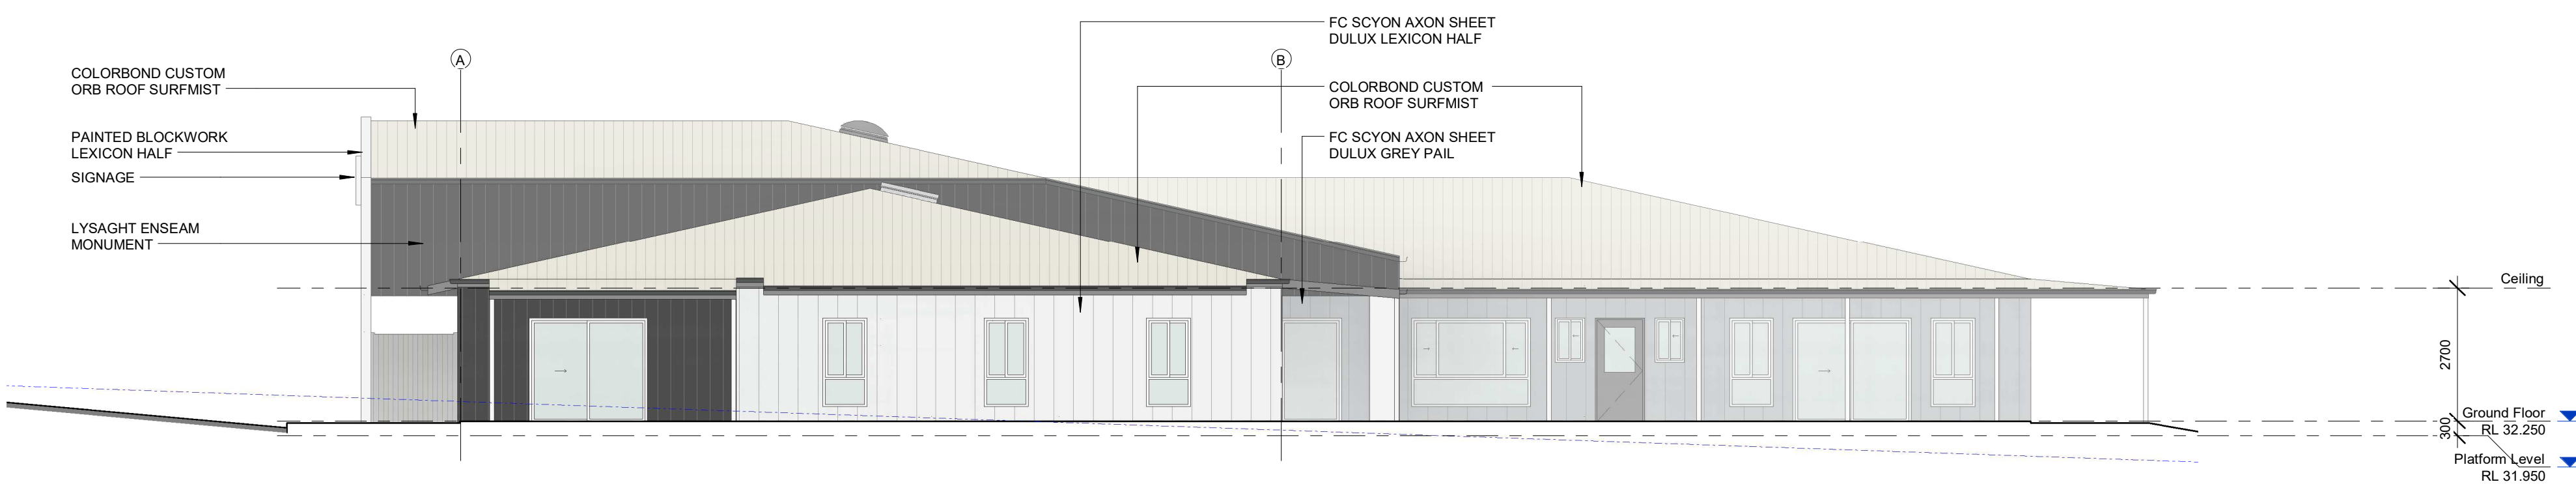 FC SCYON AXON SHEET
DULUX LEXICON HALF
A
B
COLORBOND CUSTOM
ORB ROOF SURFMIST
COLORBOND CUSTOM
ORB ROOF SURFMIST
PAINTED BLOCKWORK
LEXICON HALF
FC SCYON AXON SHEET
DULUX GREY PAIL
SIGNAGE
LYSAGHT ENSEAM
MONUMENT
Ceiling
2700
Ground Floor
RL 32.250
300
Platform Level
RL 31.950